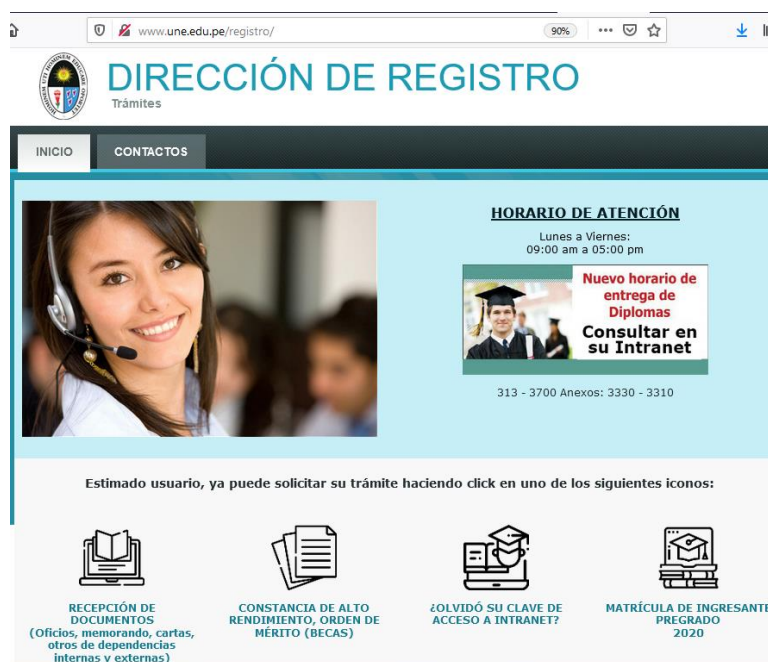 www.une.edu.pe/registro/
90%
DIRECCIÓN DE REGISTRO
Trámites
INICIO
CONTACTOS
HORARIO DE ATENCIÓN
Lunes a Viernes:
09:00 am a 05:00 pm
Nuevo horario de
entrega de
Diplomas
Consultar en
su Intranet
313 - 3700 Anexos: 3330 - 3310
Estimado usuario, ya puede solicitar su trámite haciendo click en uno de los siguientes iconos:
RECEPCIÓN DE
DOCUMENTOS
(Oficios, memorando, cartas,
otros de dependencias
internas y externas)
CONSTANCIA DE ALTO
RENDIMIENTO, ORDEN DE
MÉRITO (BECAS)
¿OLVIDÓ SU CLAVE DE
ACCESO A INTRANET?
MATRÍCULA DE INGRESANTE
PREGRADO
2020